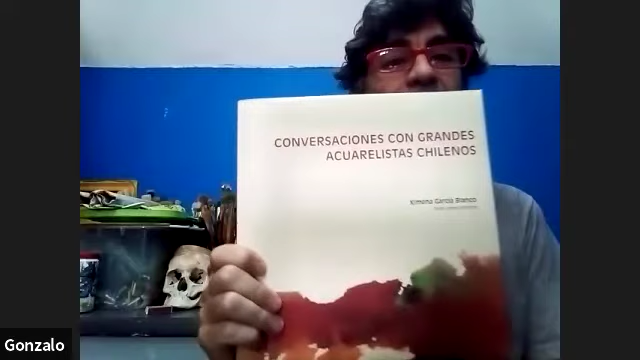 CONVERSACIONES CON GRANDES
ACUARELISTAS CHILENOS
Ximena García Blanco
Gonzalo